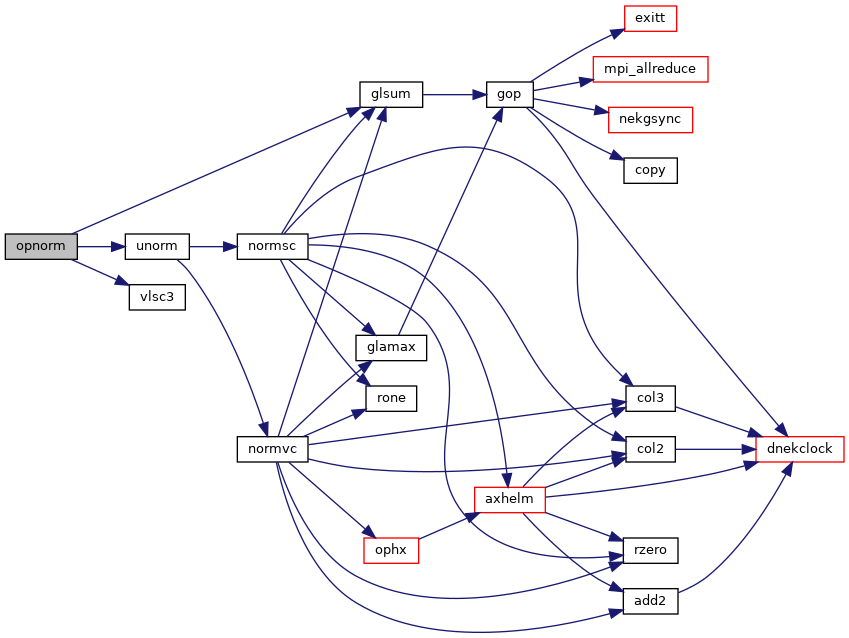 opnorm
unorm
vlsc3
normsc
normvc
glsum
glamax
rone
ophx
gop
axhelm
exitt
mpi_allreduce
nekgsync
copy
col3
col2
rzero
add2
dnekclock